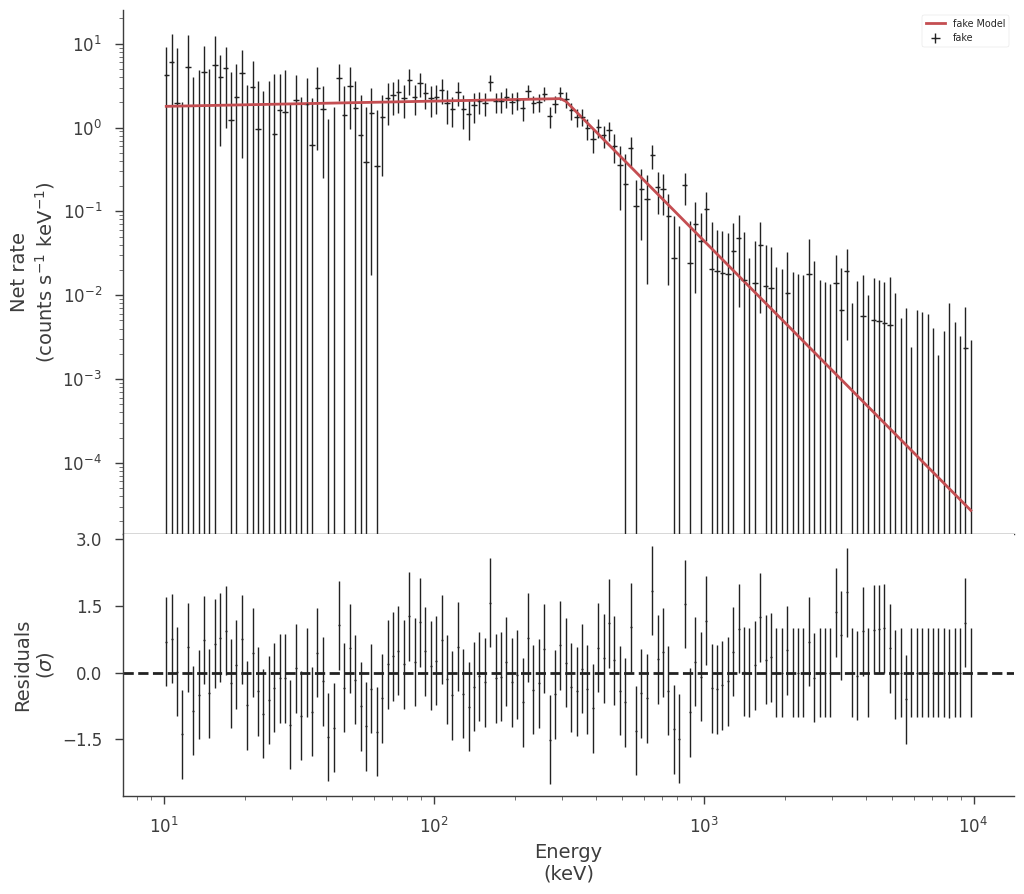 fake Model
fake
10¹
10⁰
10⁻¹
10⁻²
10⁻³
10⁻⁴
Net rate
(counts s⁻¹ keV⁻¹)
3.0
1.5
0.0
−1.5
Residuals
(σ)
10¹
10²
10³
10⁴
Energy
(keV)